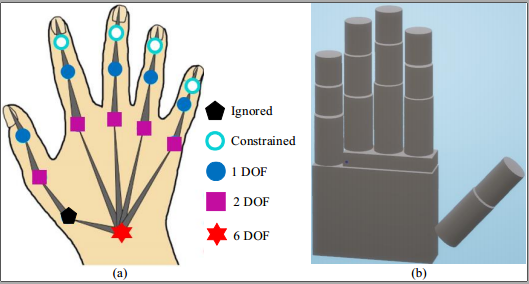 Ignored
Constrained
1 DOF
2 DOF
6 DOF
(a)
(b)